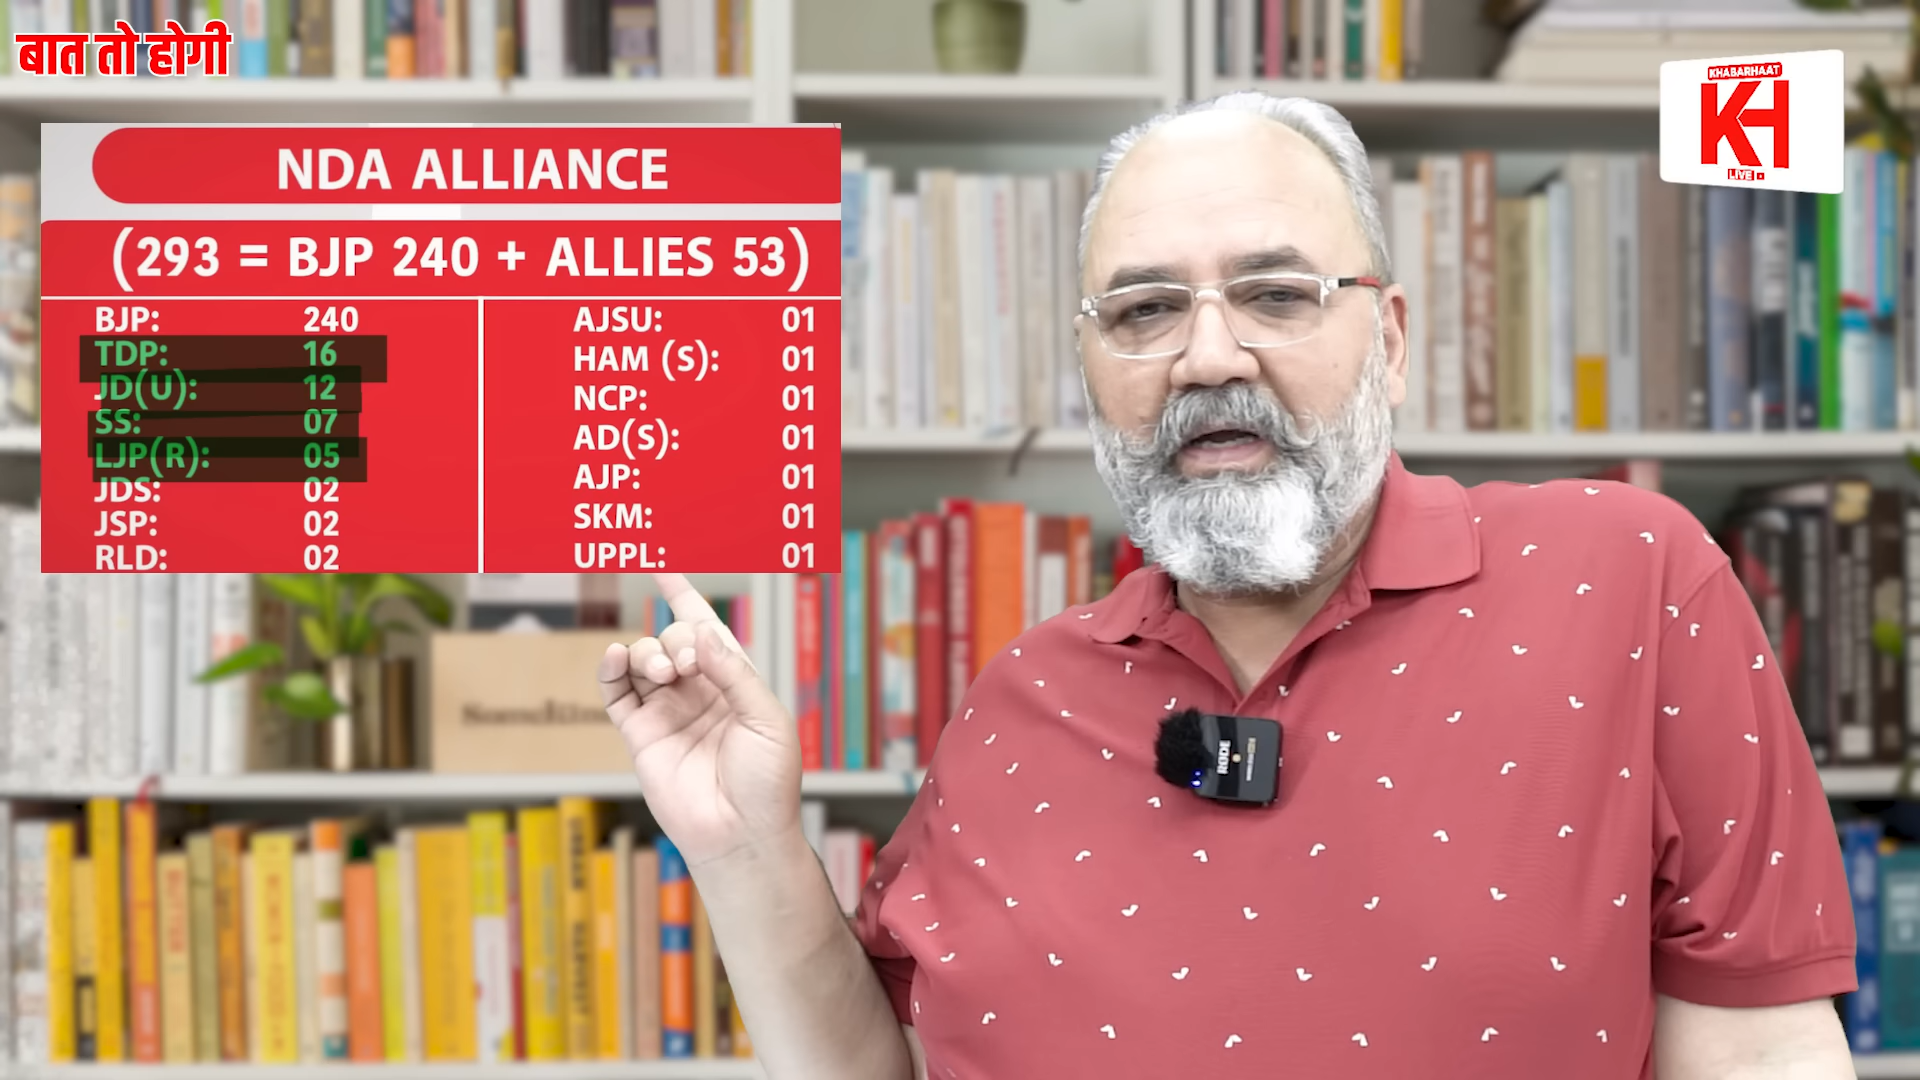 बात तो होगी
KHABARHAAT
KH
LIVE
NDA ALLIANCE
(293 = BJP 240 + ALLIES 53)
BJP: 240
TDP: 16
JD(U): 12
SS: 07
LJP(R): 05
JDS: 02
JSP: 02
RLD: 02
AJSU: 01
HAM (S): 01
NCP: 01
AD(S): 01
AJP: 01
SKM: 01
UPPL: 01
RODE